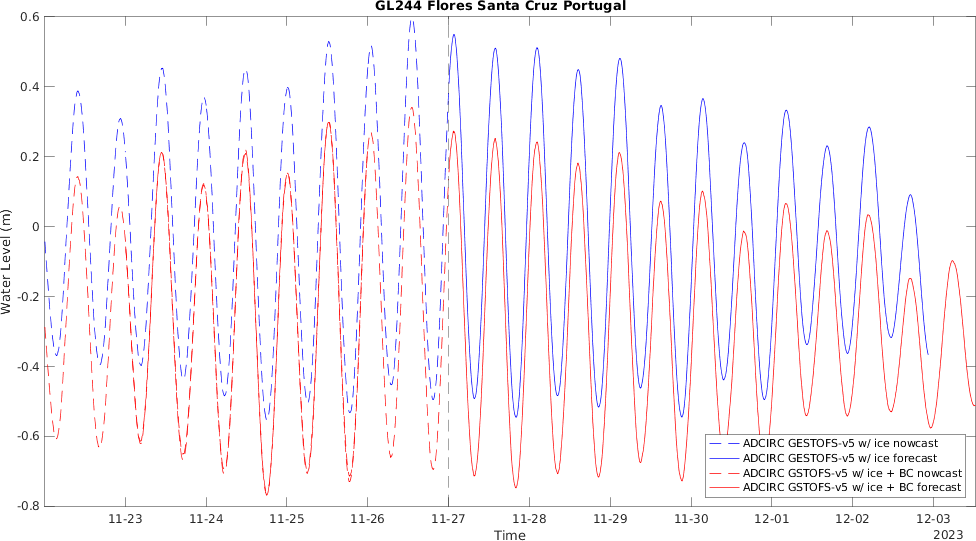 GL244 Flores Santa Cruz Portugal
0.6
0.4
0.2
0
-0.2
-0.4
-0.6
-0.8
Water Level (m)
ADCIRC GESTOFS-v5 w/ ice nowcast
ADCIRC GESTOFS-v5 w/ ice forecast
ADCIRC GSTOFS-v5 w/ ice + BC nowcast
ADCIRC GSTOFS-v5 w/ ice + BC forecast
11-23 11-24 11-25 11-26 11-27 11-28 11-29 11-30 12-01 12-02 12-03
Time
2023